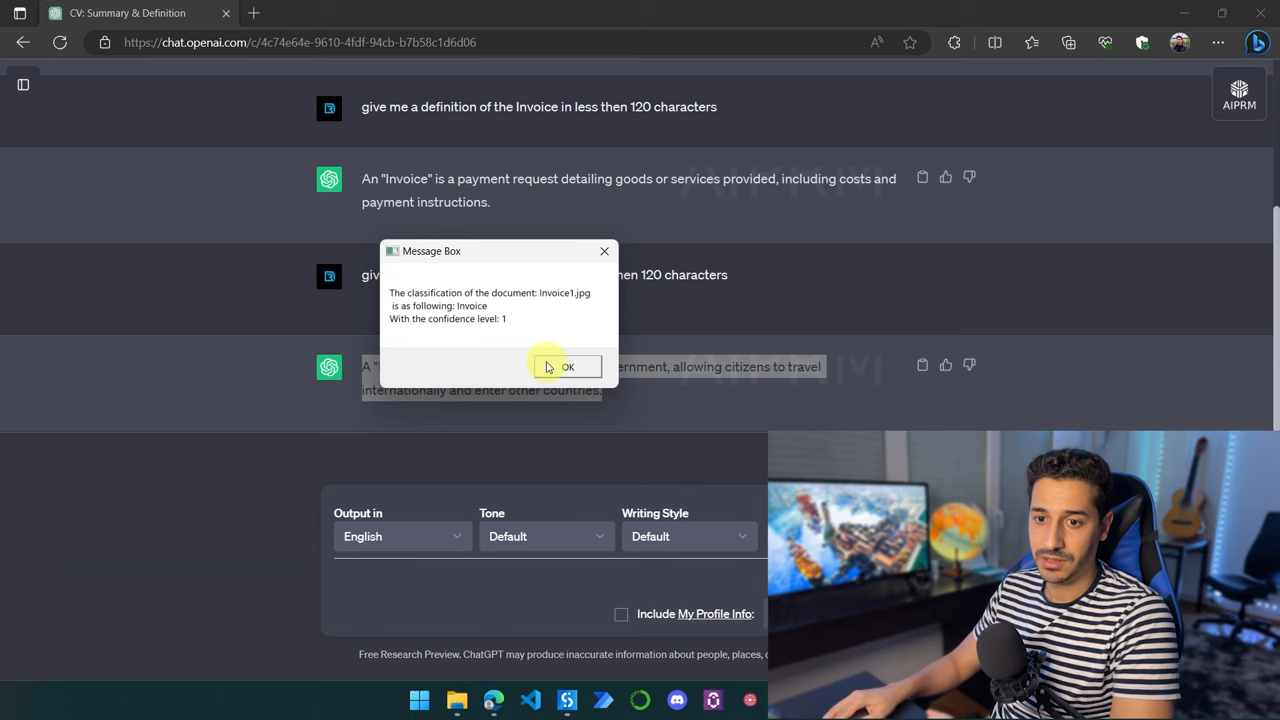 CV: Summary & Definition
https://chat.openai.com/c/4c74e64e-9610-4fdf-94cb-b7b58c1d6d06
AIPRM
give me a definition of the Invoice in less then 120 characters
An "Invoice" is a payment request detailing goods or services provided, including costs and
payment instructions.
Message Box
The classification of the document: Invoice1.jpg
is as following: Invoice
With the confidence level: 1
OK
then 120 characters
allowing citizens to travel
internationally and enter other countries.
Output in
Tone
Writing Style
English
Default
Default
Include My Profile Info:
Free Research Preview. ChatGPT may produce inaccurate information about people, places,